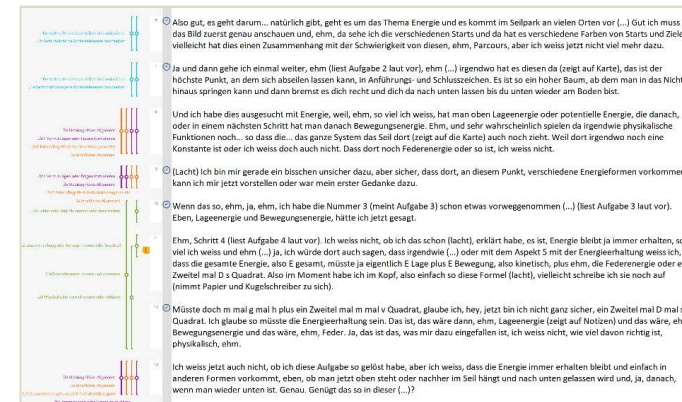 Also gut, es geht darum... natürlich gibt, geht es um das Thema Energie und es kommt im Seilpark an vielen Orten vor (...) Gut ich muss
das Bild zuerst genau anschauen und, ehm, da sehe ich die verschiedenen Starts und da hat es verschiedene Farben von Starts und Ziele
vielleicht hat dies einen Zusammenhang mit der Schwierigkeit von diesen, ehm, Parcours, aber ich weiss jetzt nicht viel mehr dazu.
Ja und dann gehe ich einmal weiter, ehm (liest Aufgabe 2 laut vor), ehm (...) irgendwo hat es diesen da (zeigt auf Karte), das ist der
höchste Punkt, an dem sich abseilen lassen kann, in Anführungs- und Schlusszeichen. Es ist so ein hoher Baum, ab dem man in das Nicht
hinaus springen kann und dann bremst es dich recht und dich da nach unten lassen bis du unten wieder am Boden bist.
Und ich habe dies ausgesucht mit Energie, weil, ehm, so viel ich weiss, hat man oben Lageenergie oder potentielle Energie, die danach,
oder in einem nächsten Schritt hat man danach Bewegungsenergie. Ehm, und sehr wahrscheinlich spielen da irgendwie physikalische
Funktionen noch... so dass die... das ganze System das Seil dort (zeigt auf die Karte) auch noch zieht. Weil dort irgendwo noch eine
Konstante ist oder ich weiss doch auch nicht. Dass dort noch Federenergie oder so ist, ich weiss nicht.
(Lacht) Ich bin mir gerade ein bisschen unsicher dazu, aber sicher, dass dort, an diesem Punkt, verschiedene Energieformen vorkommen
kann ich mir jetzt vorstellen oder war mein erster Gedanke dazu.
Wenn das so, ehm, ja, ehm, ich habe die Nummer 3 (meint Aufgabe 3) schon etwas vorweggenommen (...) (liest Aufgabe 3 laut vor).
Eben, Lageenergie und Bewegungsenergie, hätte ich jetzt gesagt.
Ehm, Schritt 4 (liest Aufgabe 4 laut vor). Ich weiss nicht, ob ich das schon (lacht), erklärt habe, es ist, Energie bleibt ja immer erhalten, so
viel ich weiss und ehm (...) ja, ich würde dort auch sagen, dass irgendwie (...) oder mit dem Aspekt 5 mit der Energieerhaltung weiss ich,
dass die gesamte Energie, also E gesamt, müsste ja eigentlich E Lage plus E Bewegung, also kinetisch, plus ehm, die Federenergie oder e
Zweitel mal D s Quadrat. Also im Moment habe ich im Kopf, also einfach so diese Formel (lacht), vielleicht schreibe ich sie noch auf
(nimmt Papier und Kugelschreiber zu sich).
Müsste doch m mal g mal h plus ein Zweitel mal m mal v Quadrat, glaube ich, hey, jetzt bin ich nicht ganz sicher, ein Zweitel mal D mal s
Quadrat. Ich glaube so müsste die Energieerhaltung sein. Das ist, das wäre dann, ehm, Lageenergie (zeigt auf Notizen) und das wäre, eh
Bewegungsenergie und das wäre, ehm, Feder. Ja, das ist das, was mir dazu eingefallen ist, ich weiss nicht, wie viel davon richtig ist,
physikalisch, ehm.
Ich weiss jetzt auch nicht, ob ich diese Aufgabe so gelöst habe, aber ich weiss, dass die Energie immer erhalten bleibt und einfach in
anderen Formen vorkommt, eben, ob man jetzt oben steht oder nachher im Seil hängt und nach unten gelassen wird und, ja, danach,
wenn man wieder unten ist. Genau. Genügt das so in dieser (...)?